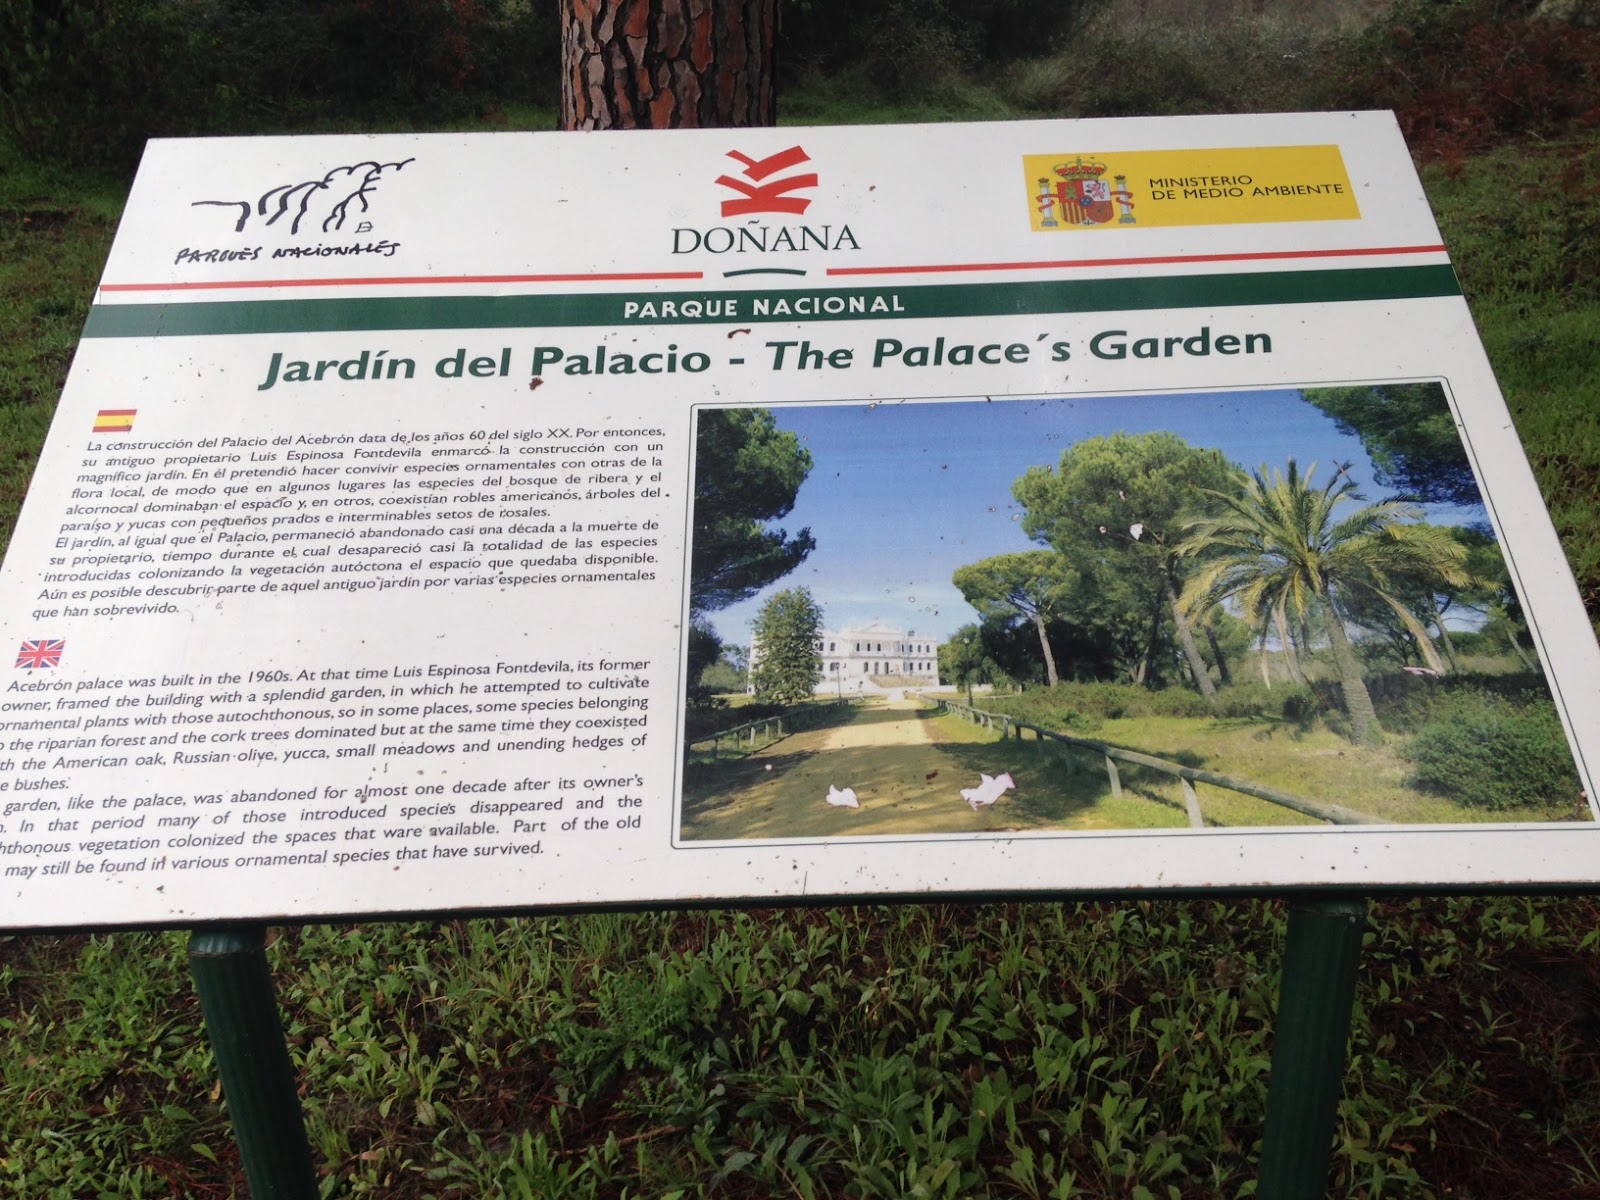 PARQUES NACIONALES
DOÑANA
MINISTERIO
DE MEDIO AMBIENTE
PARQUE NACIONAL
Jardín del Palacio - The Palace´s Garden
La construcción del Palacio del Acebrón data de los años 60 del siglo XX. Por entonces,
su antiguo propietario Luis Espinosa Fontdevila enmarcó la construcción con un
magnífico jardín. En él pretendió hacer convivir especies ornamentales con otras de la
flora local, de modo que en algunos lugares las especies del bosque de ribera y el
alcornocal dominaban el espacio y, en otros, coexistían robles americanos, árboles del
paraíso y yucas con pequeños prados e interminables setos de rosales.
El jardín, al igual que el Palacio, permaneció abandonado casi una década a la muerte de
su propietario, tiempo durante el cual desapareció casi la totalidad de las especies
introducidas colonizando la vegetación autóctona el espacio que quedaba disponible.
Aún es posible descubrir parte de aquel antiguo jardín por varias especies ornamentales
que han sobrevivido.
Acebrón palace was built in the 1960s. At that time Luis Espinosa Fontdevila, its former
owner, framed the building with a splendid garden, in which he attempted to cultivate
ornamental plants with those autochthonous, so in some places, some species belonging
the riparian forest and the cork trees dominated but at the same time they coexisted
the American oak, Russian-olive, yucca, small meadows and unending hedges of
bushes.
garden, like the palace, was abandoned for almost one decade after its owner's
In that period many of those introduced species disappeared and the
hthonous vegetation colonized the spaces that ware available. Part of the old
may still be found in various ornamental species that have survived.